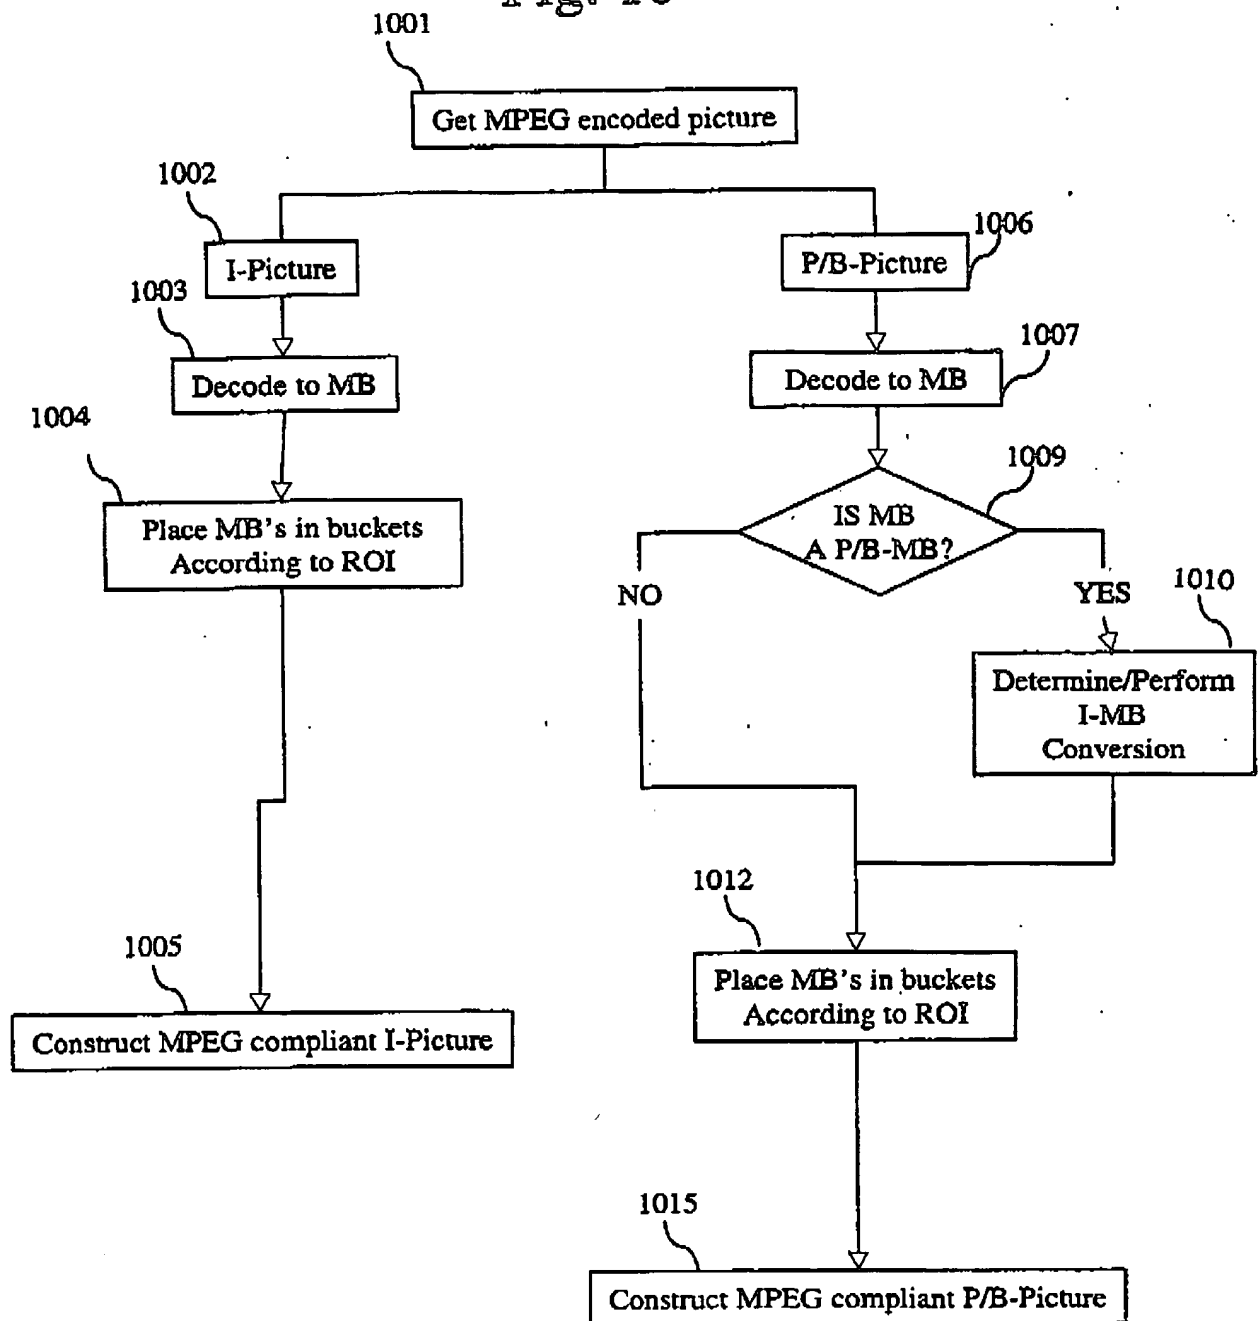 1001
Get MPEG encoded picture
1002
I-Picture
1003
Decode to MB
1004
Place MB's in buckets
According to ROI
1005
Construct MPEG compliant I-Picture
1006
P/B-Picture
1007
Decode to MB
1009
IS MB
A P/B-MB?
NO
YES
1010
Determine/Perform
I-MB
Conversion
1012
Place MB's in buckets
According to ROI
1015
Construct MPEG compliant P/B-Picture